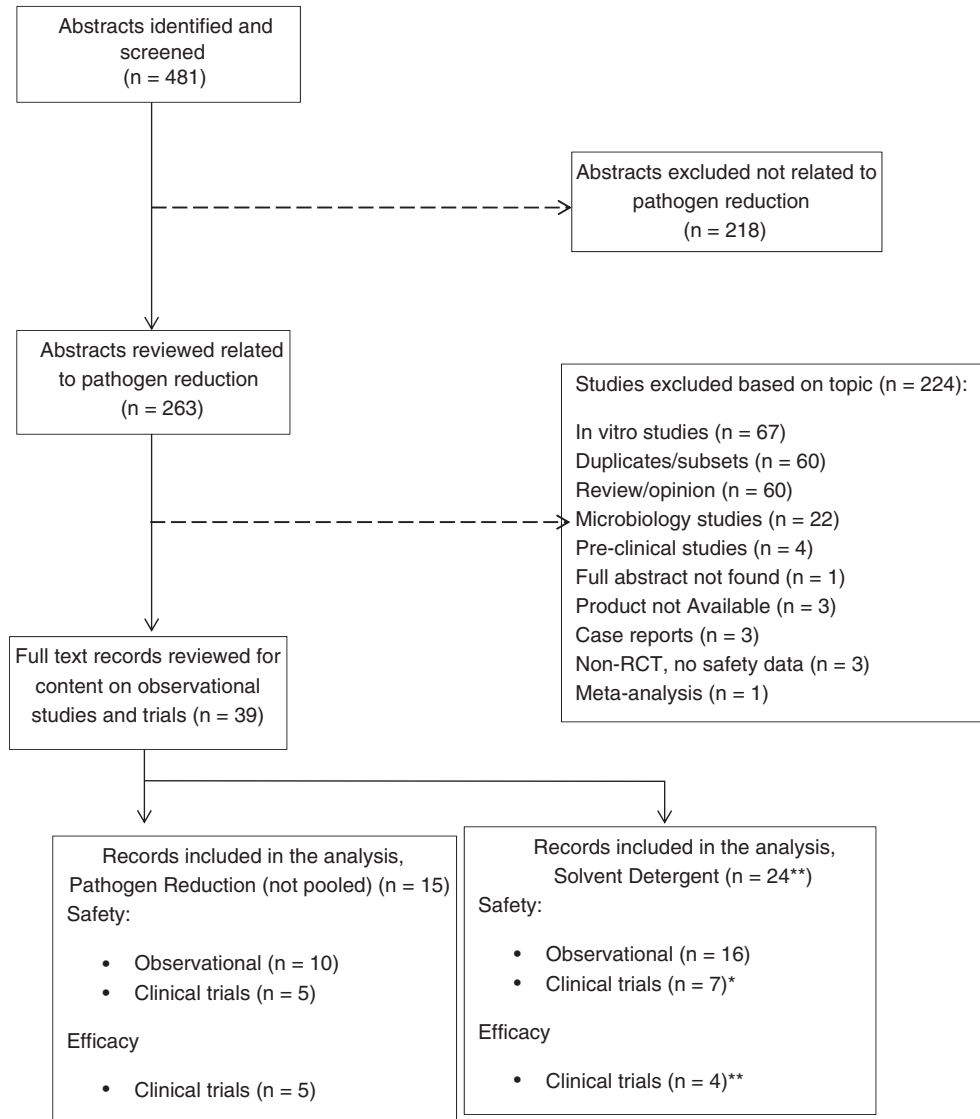 Abstracts identified and
screened
(n = 481)
Abstracts excluded not related to
pathogen reduction
(n = 218)
Abstracts reviewed related
to pathogen reduction
(n = 263)
Studies excluded based on topic (n = 224):
In vitro studies (n = 67)
Duplicates/subsets (n = 60)
Review/opinion (n = 60)
Microbiology studies (n = 22)
Pre-clinical studies (n = 4)
Full abstract not found (n = 1)
Product not Available (n = 3)
Case reports (n = 3)
Non-RCT, no safety data (n = 3)
Meta-analysis (n = 1)
Full text records reviewed for
content on observational
studies and trials (n = 39)
Records included in the analysis,
Pathogen Reduction (not pooled) (n = 15)
Safety:
• Observational (n = 10)
• Clinical trials (n = 5)
Efficacy
• Clinical trials (n = 5)
Records included in the analysis,
Solvent Detergent (n = 24**)
Safety:
• Observational (n = 16)
• Clinical trials (n = 7)*
Efficacy
• Clinical trials (n = 4)**